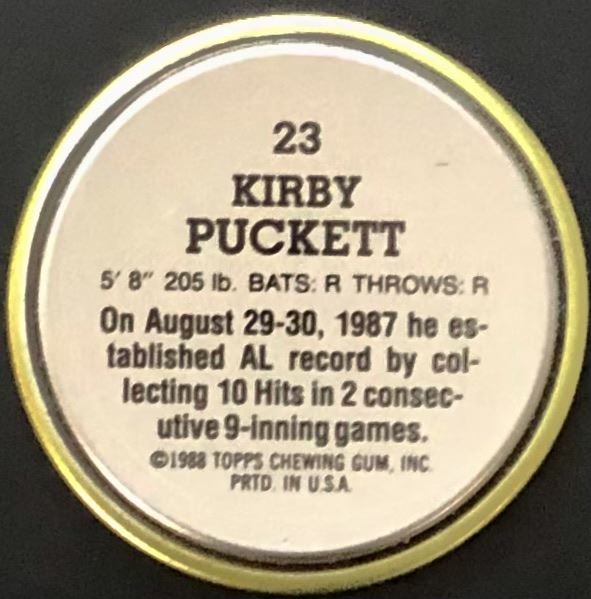 23
KIRBY
PUCKETT
5' 8" 205 lb. BATS: R THROWS: R
On August 29-30, 1987 he es-
tablished AL record by col-
lecting 10 Hits in 2 consec-
utive 9-inning games.
©1988 TOPPS CHEWING GUM, INC.
PRTD. IN U.S.A.